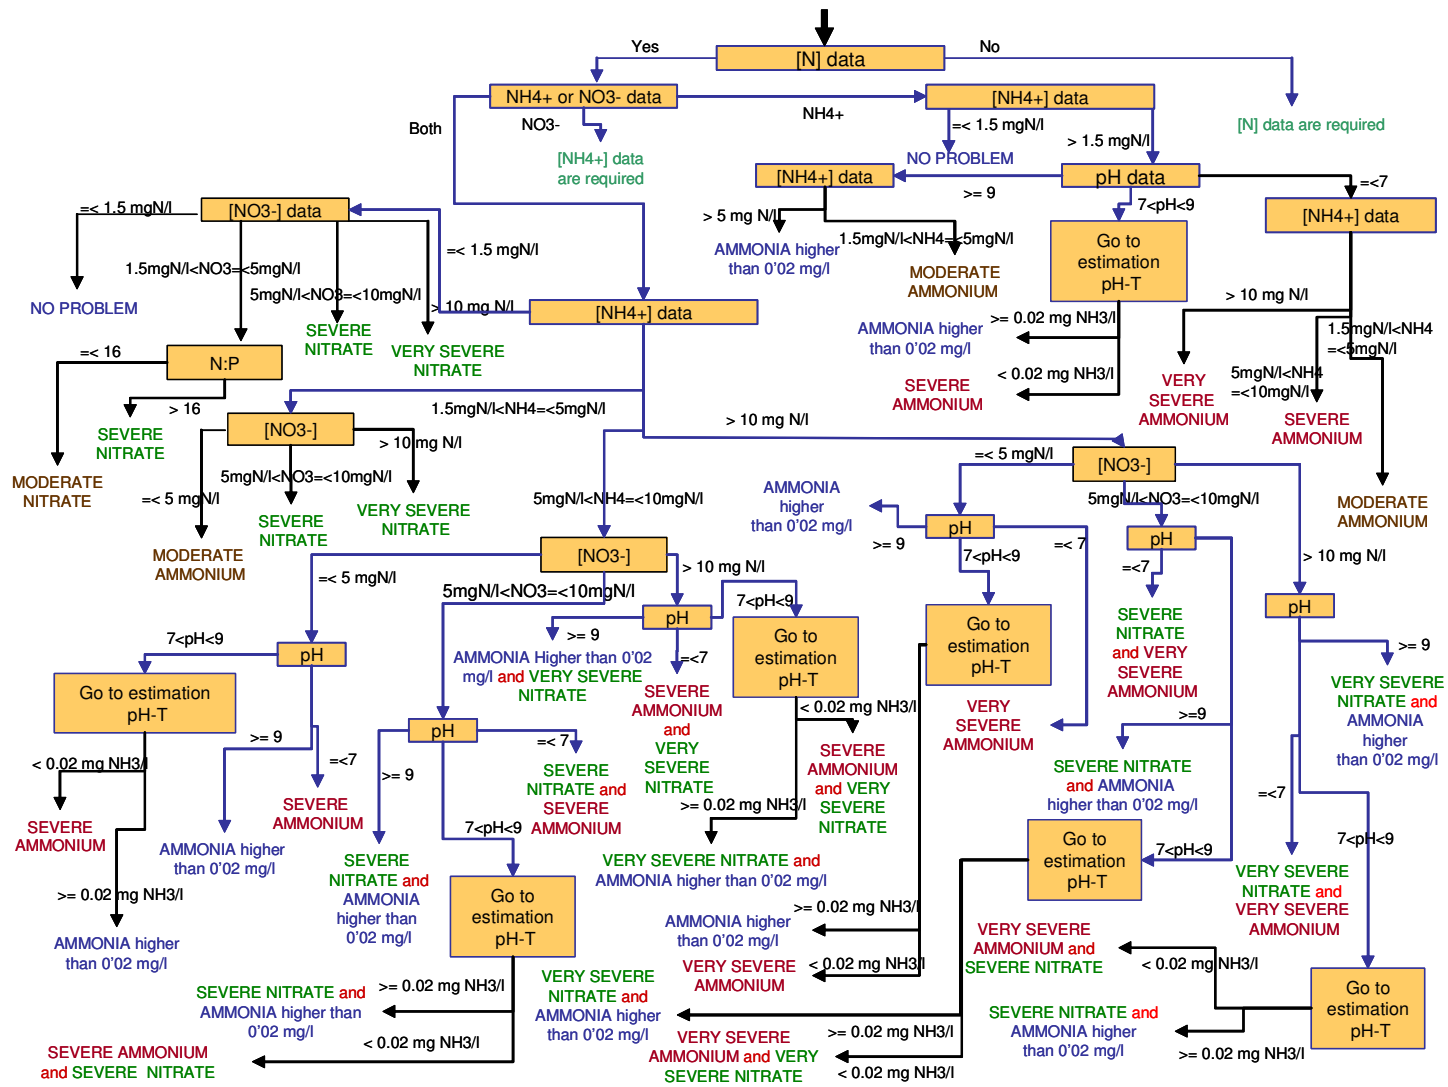 Yes
No
[N] data
NH4+ or NO3- data
[NH4+] data
NH4+
NO3-
Both
=< 1.5 mgN/l
> 1.5 mgN/l
[N] data are required
[NH4+] data
are required
NO PROBLEM
[NH4+] data
>= 9
pH data
=<7
7<pH<9
=< 1.5 mgN/l
[NO3-] data
> 5 mg N/l
1.5mgN/l<NH4=<5mgN/l
[NH4+] data
AMMONIA higher
than 0'02 mg/l
MODERATE
AMMONIUM
Go to
estimation
pH-T
=< 1.5 mgN/l
1.5mgN/l<NO3=<5mgN/l
5mgN/l<NO3=<10mgN/l
> 10 mg N/l
NO PROBLEM
[NH4+] data
> 10 mg N/l
SEVERE
NITRATE
VERY SEVERE
NITRATE
AMMONIA higher
than 0'02 mg/l
>= 0.02 mg NH3/l
1.5mgN/l<NH4
=<5mgN/l
=< 16
N:P
< 0.02 mg NH3/l
SEVERE
AMMONIUM
VERY
SEVERE
AMMONIUM
5mgN/l<NH4
=<10mgN/l
SEVERE
AMMONIUM
> 16
1.5mgN/l<NH4=<5mgN/l
> 10 mg N/l
SEVERE
NITRATE
[NO3-]
> 10 mg N/l
=< 5 mgN/l
[NO3-]
MODERATE
NITRATE
5mgN/l<NO3=<10mgN/l
=< 5 mgN/l
5mgN/l<NH4=<10mgN/l
AMMONIA
higher
than 0'02 mg/l
5mgN/l<NO3=<10mgN/l
MODERATE
AMMONIUM
SEVERE
NITRATE
VERY SEVERE
NITRATE
pH
pH
>= 9
7<pH<9
=< 7
=<7
> 10 mg N/l
MODERATE
AMMONIUM
[NO3-]
=< 5 mgN/l
5mgN/l<NO3=<10mgN/l
> 10 mg N/l
7<pH<9
pH
pH
>= 9
=<7
Go to
estimation
pH-T
Go to
estimation
pH-T
SEVERE
NITRATE
and VERY
SEVERE
AMMONIUM
>= 9
7<pH<9
pH
AMMONIA Higher than 0'02
mg/l and VERY SEVERE
NITRATE
VERY SEVERE
NITRATE and
AMMONIA
higher
than 0'02 mg/l
Go to estimation
pH-T
SEVERE
AMMONIUM
and
VERY
SEVERE
NITRATE
< 0.02 mg NH3/l
VERY
SEVERE
AMMONIUM
>=9
pH
>= 9
=<7
=< 7
>= 9
< 0.02 mg NH3/l
SEVERE
AMMONIUM
and VERY
SEVERE
NITRATE
SEVERE NITRATE
and AMMONIA
higher than 0'02 mg/l
=<7
SEVERE
NITRATE and
SEVERE
AMMONIUM
>= 0.02 mg NH3/l
SEVERE
AMMONIUM
SEVERE
AMMONIUM
AMMONIA higher
than 0'02 mg/l
7<pH<9
Go to
estimation
pH-T
7<pH<9
7<pH<9
SEVERE
NITRATE and
AMMONIA
higher than
0'02 mg/l
VERY SEVERE NITRATE and
AMMONIA higher than 0'02 mg/l
VERY SEVERE
NITRATE and
VERY SEVERE
AMMONIUM
>= 0.02 mg NH3/l
Go to
estimation
pH-T
>= 0.02 mg NH3/l
AMMONIA higher
than 0'02 mg/l
AMMONIA higher
than 0'02 mg/l
VERY SEVERE
AMMONIUM and
SEVERE NITRATE
< 0.02 mg NH3/l
< 0.02 mg NH3/l
VERY SEVERE
AMMONIUM
Go to
estimation
pH-T
>= 0.02 mg NH3/l
SEVERE NITRATE and
AMMONIA higher than
0'02 mg/l
VERY SEVERE
NITRATE and
AMMONIA higher
than 0'02 mg/l
SEVERE NITRATE and
AMMONIA higher
than 0'02 mg/l
>= 0.02 mg NH3/l
< 0.02 mg NH3/l
>= 0.02 mg NH3/l
SEVERE AMMONIUM
and SEVERE NITRATE
VERY SEVERE
AMMONIUM and VERY
SEVERE NITRATE
< 0.02 mg NH3/l